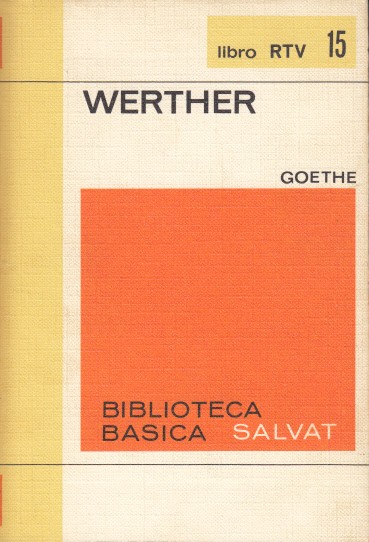 libro RTV 15
WERTHER
GOETHE
BIBLIOTECA
BASICA SALVAT